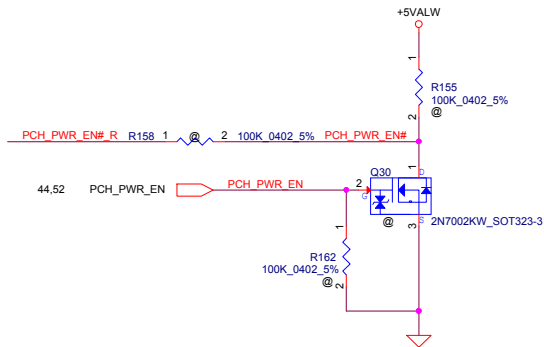 +5VALW
1
R155
100K_0402_5%
2
@
PCH_PWR_EN#_R R158 1 @ 2 100K_0402_5% PCH_PWR_EN#
1
Q30 D
44,52 PCH_PWR_EN PCH_PWR_EN 2
G
S
@ 3 2N7002KW_SOT323-3
1
R162
100K_0402_5%
@ 2